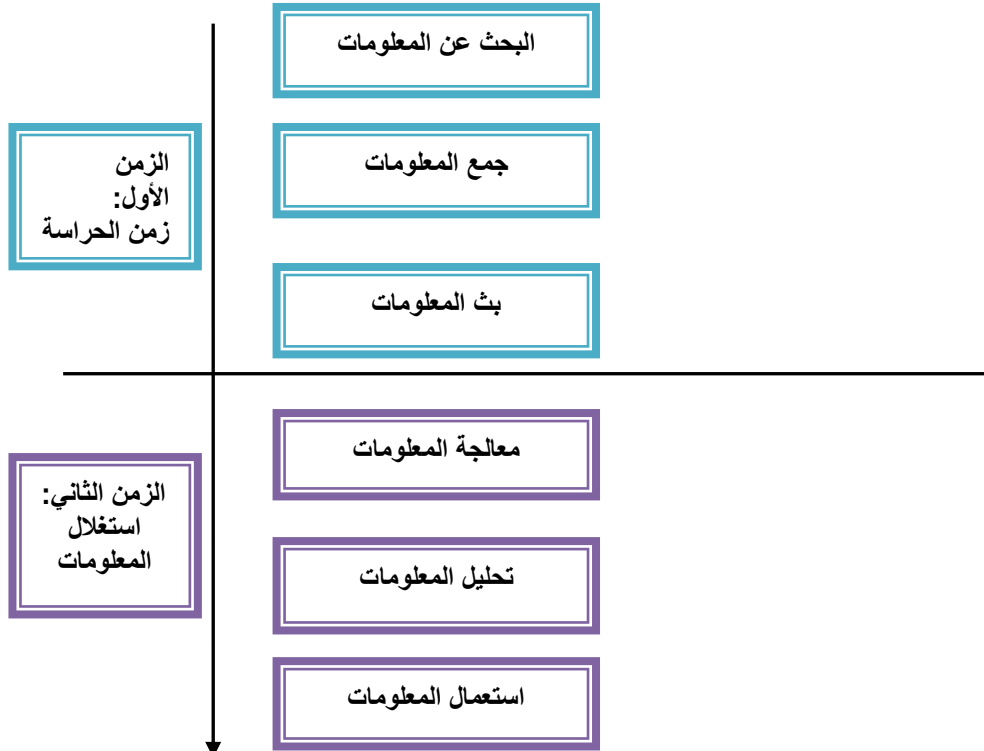 البحث عن المعلومات
جمع المعلومات
الزمن
الأول:
زمن الحراسة
بث المعلومات
معالجة المعلومات
الزمن الثاني:
استغلال
المعلومات
تحليل المعلومات
استعمال المعلومات